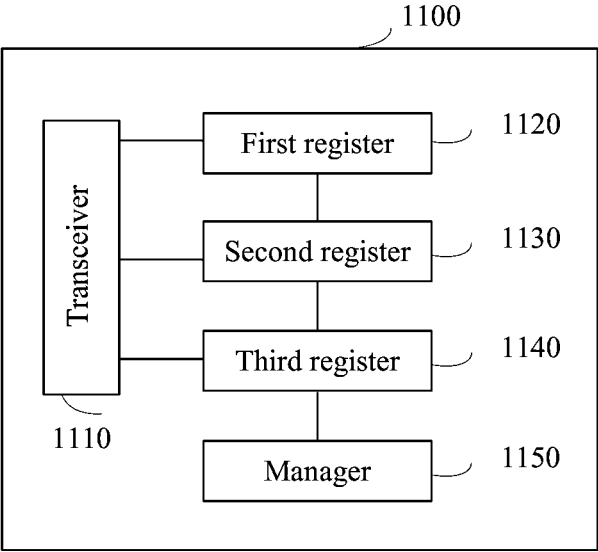 1100
First register
1120
Transceiver
Second register
1130
Third register
1140
1110
Manager
1150